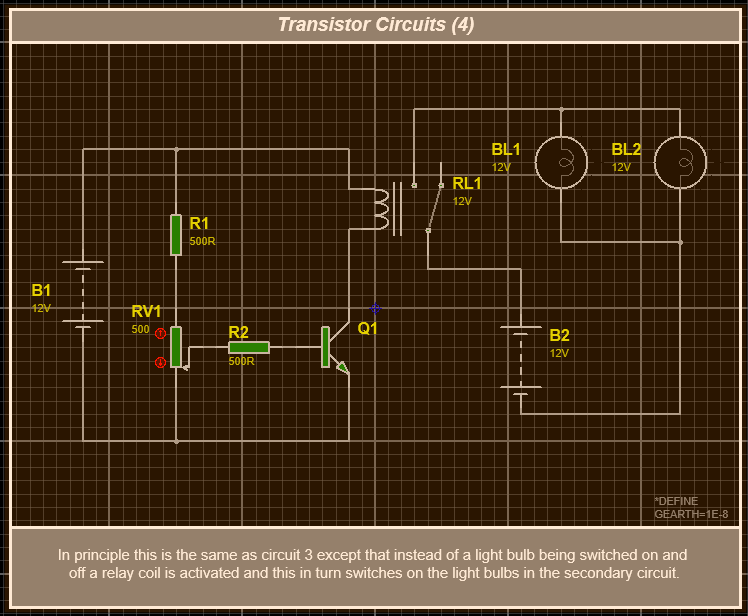 Transistor Circuits (4)
BL1
12V
BL2
12V
RL1
12V
R1
500R
B1
12V
RV1
500
R2
500R
Q1
B2
12V
*DEFINE
GEARTH=1E-8
In principle this is the same as circuit 3 except that instead of a light bulb being switched on and
off a relay coil is activated and this in turn switches on the light bulbs in the secondary circuit.